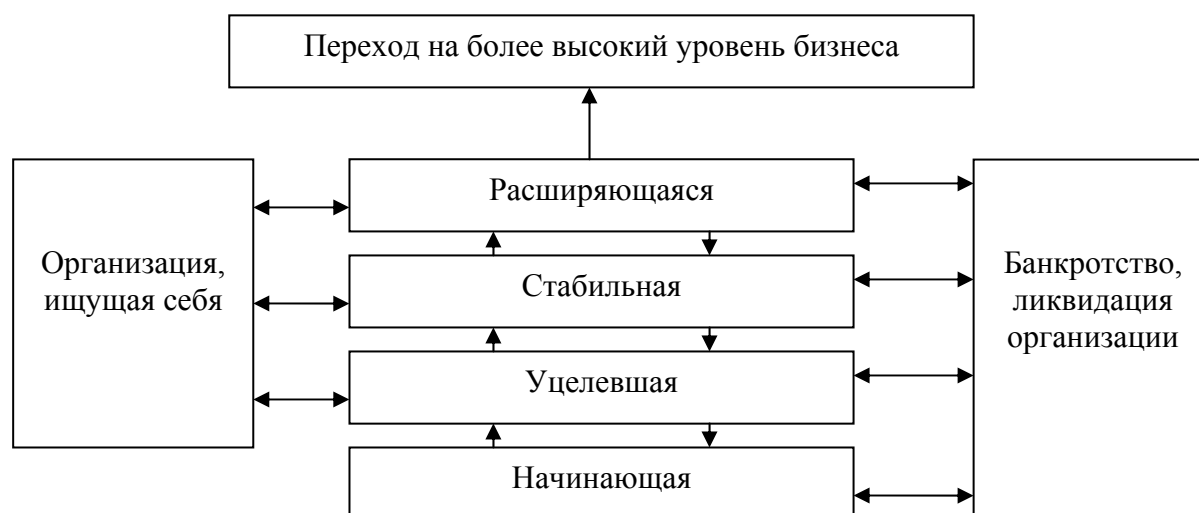 Переход на более высокий уровень бизнеса
Расширяющаяся
Организация,
ищущая себя
Стабильная
Банкротство,
ликвидация
организации
Уцелевшая
Начинающая